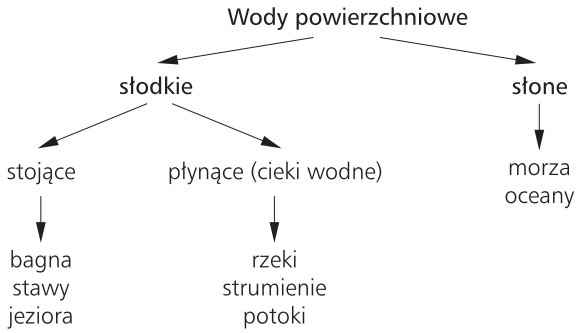 Wody powierzchniowe
słodkie
słone
stojące
płynące (cieki wodne)
morza
oceany
bagna
stawy
jeziora
rzeki
strumienie
potoki